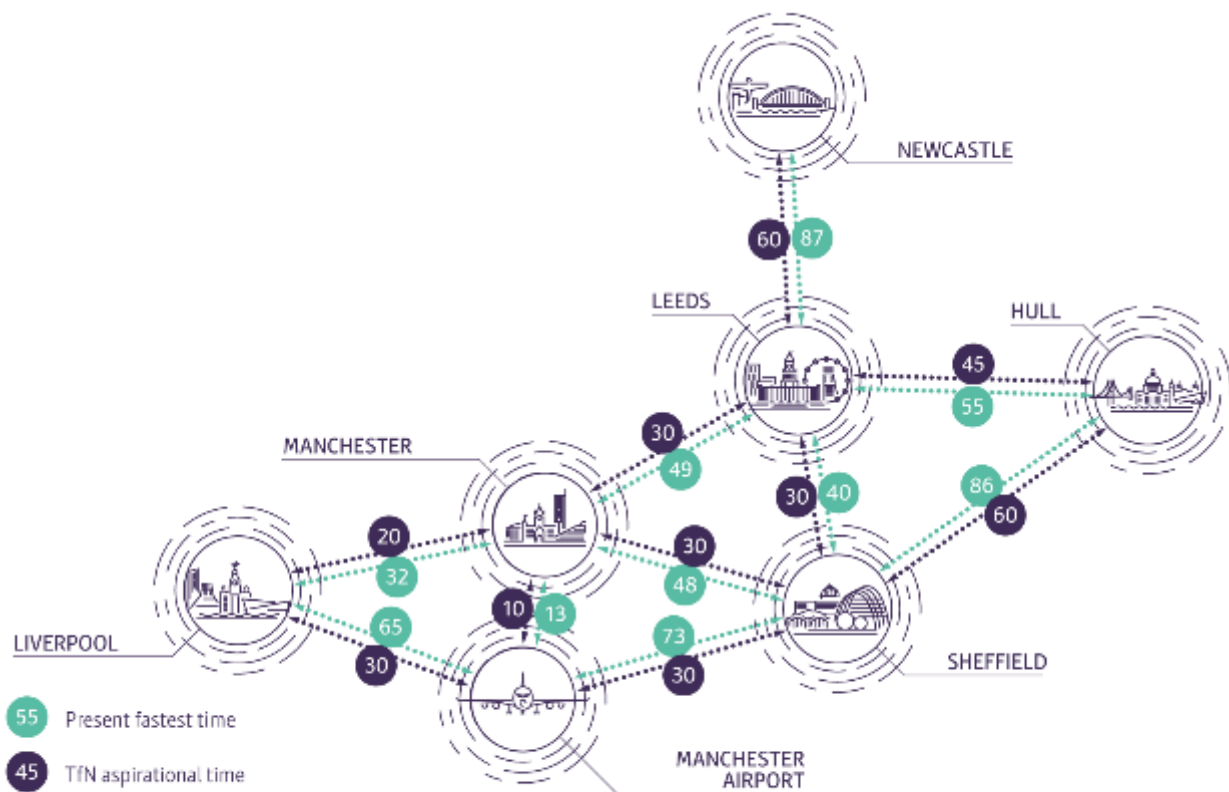 NEWCASTLE
60
87
LEEDS
HULL
45
55
30
49
MANCHESTER
30
40
86
60
20
32
30
48
10
13
65
30
73
30
LIVERPOOL
SHEFFIELD
55 Present fastest time
MANCHESTER
AIRPORT
45 TfN aspirational time